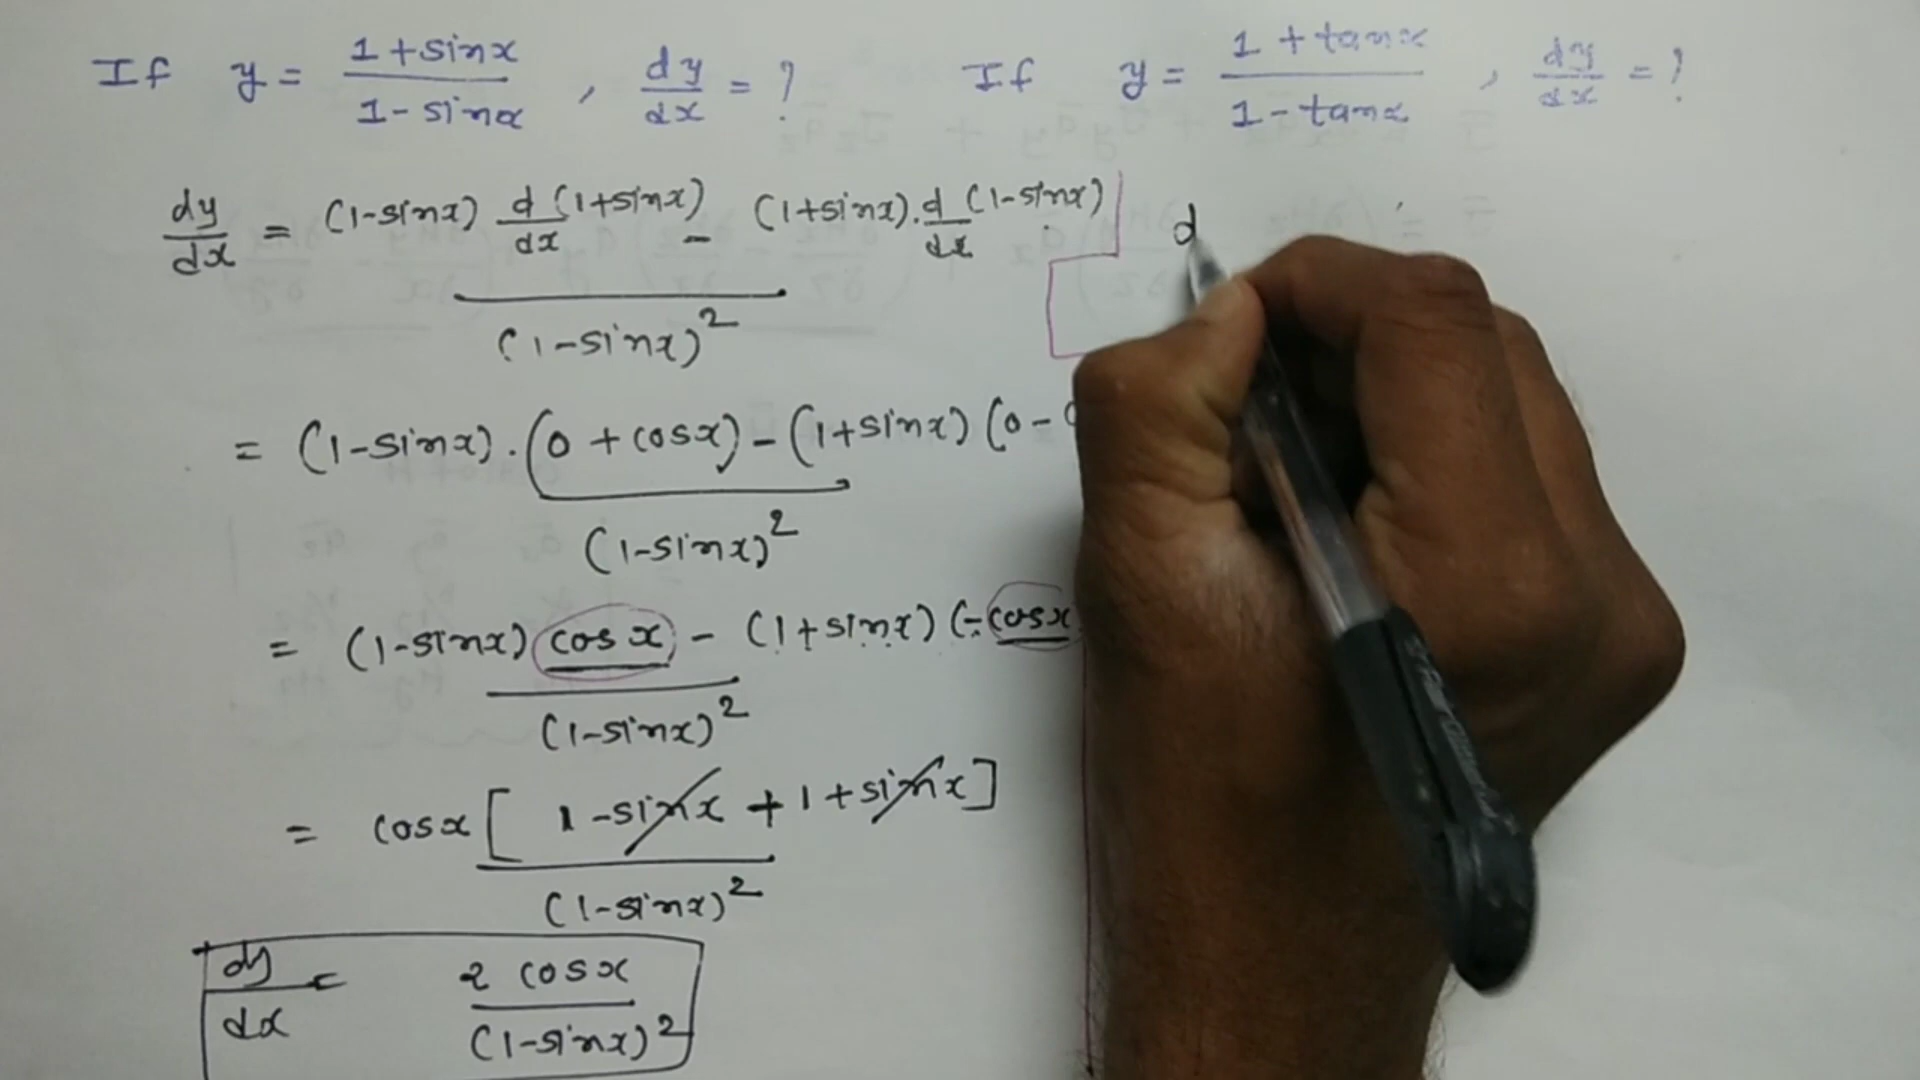 If y = 1+sinx / 1-sinx , dy/dx = ?
dy/dx = (1-sinx) d/dx (1+sinx) - (1+sinx). d/dx (1-sinx)
(1-sinx)²
= (1-sinx).(0+cosx)-(1+sinx)(0-
(1-sinx)²
= (1-sinx) cosx - (1+sinx)(-cosx
(1-sinx)²
= cosx[ 1-sinx + 1+sinx]
(1-sinx)²
dy/dx = 2 cosx / (1-sinx)²
If y = 1+tanx / 1-tanx , dy/dx = ?
d